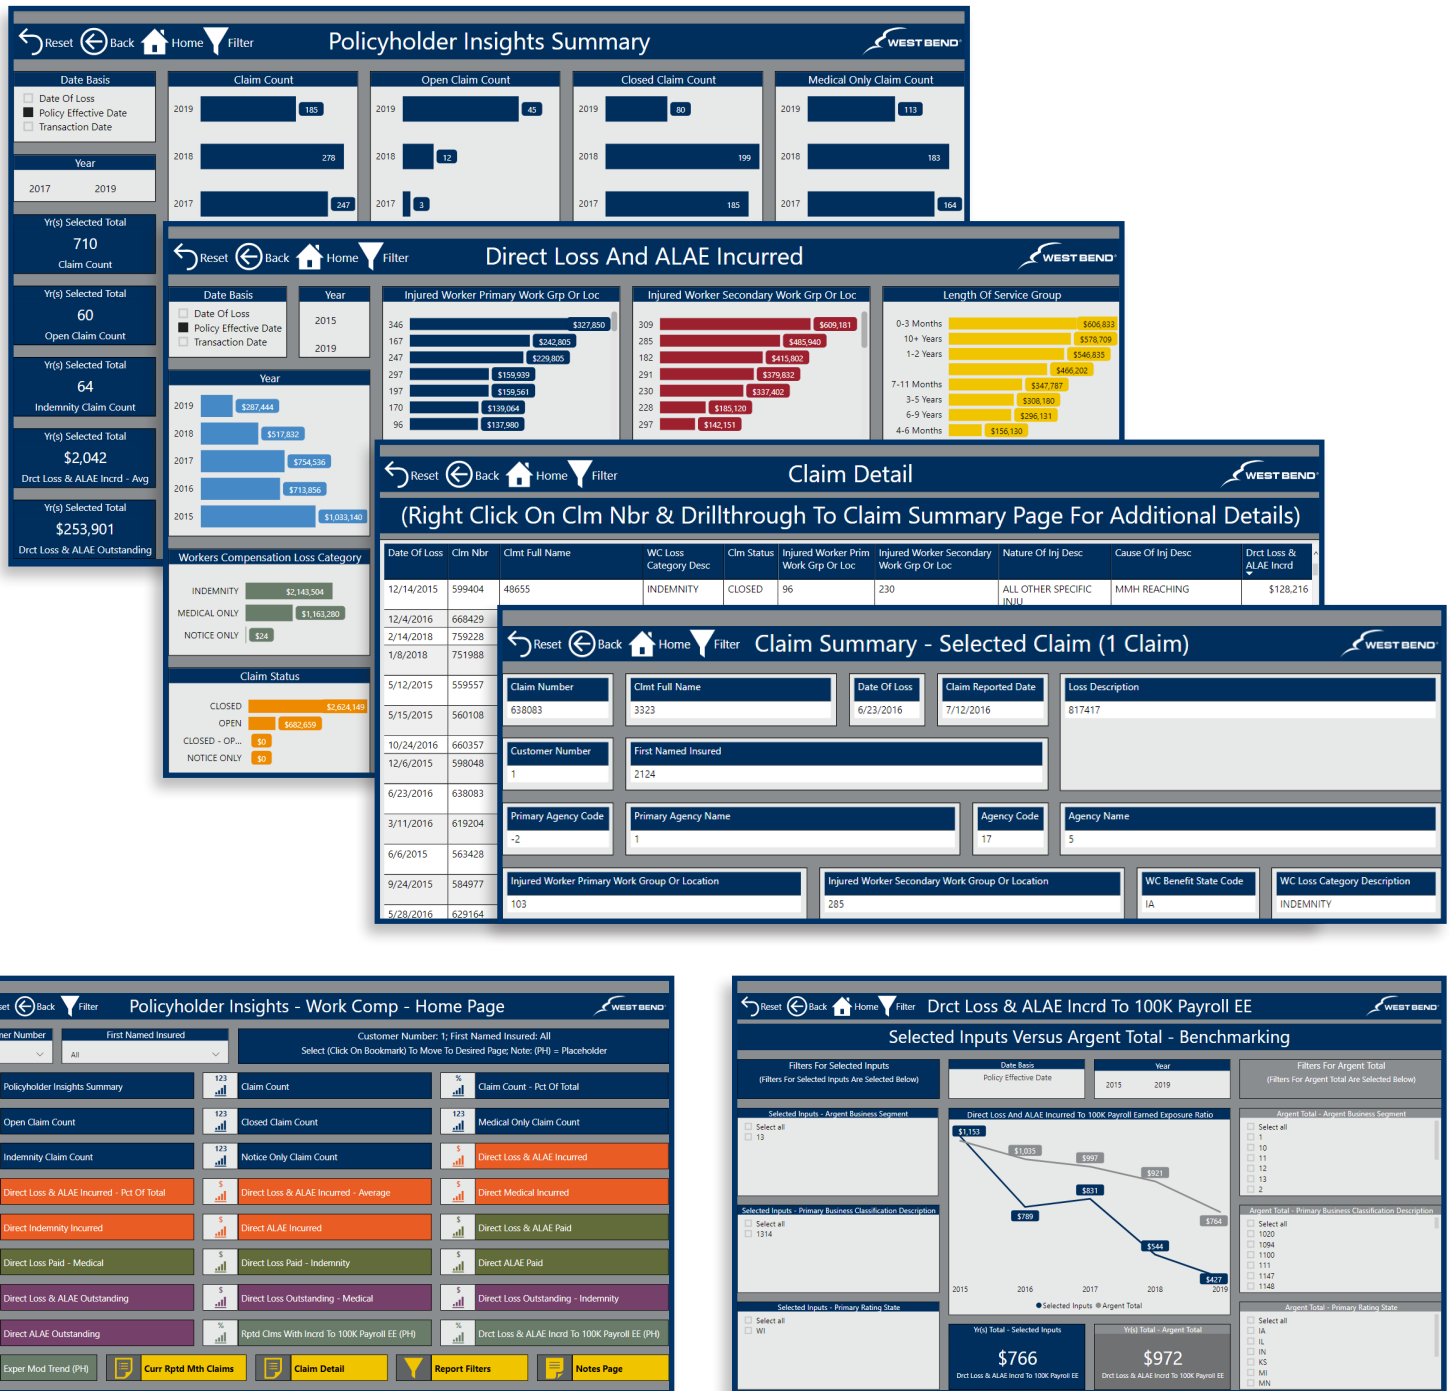 Reset Back Home Filter Policyholder Insights Summary WEST BEND
Date Basis
Date Of Loss
Policy Effective Date
Transaction Date
Year
2017 2019
Yr(s) Selected Total
710
Claim Count
Yr(s) Selected Total
60
Open Claim Count
Yr(s) Selected Total
64
Indemnity Claim Count
Yr(s) Selected Total
$2,042
Drct Loss & ALAE Incrd - Avg
Yr(s) Selected Total
$253,901
Drct Loss & ALAE Outstanding
Claim Count
2019 185
2018 278
2017 247
Open Claim Count
2019 45
2018 12
2017 3
Closed Claim Count
2019 80
2018 199
2017 185
Medical Only Claim Count
2019 113
2018 183
2017 164
Reset Back Home Filter Direct Loss And ALAE Incurred WEST BEND
Date Basis
Date Of Loss
Policy Effective Date
Transaction Date
Year
2015
2019
Year
2019 $287,444
2018 $517,832
2017 $754,536
2016 $713,856
2015 $1,033,140
Workers Compensation Loss Category
INDEMNITY $2,143,504
MEDICAL ONLY $1,163,280
NOTICE ONLY $24
Claim Status
CLOSED $2,624,149
OPEN $682,659
CLOSED - OP... $0
NOTICE ONLY $0
Injured Worker Primary Work Grp Or Loc
346 $327,850
167 $242,805
247 $229,805
297 $159,939
197 $159,561
170 $139,064
96 $137,980
Injured Worker Secondary Work Grp Or Loc
309 $609,181
285 $485,940
182 $415,802
291 $379,832
230 $337,402
228 $185,120
297 $142,151
Length Of Service Group
0-3 Months $606,833
10+ Years $578,709
1-2 Years $546,835
$466,202
7-11 Months $347,787
3-5 Years $308,180
6-9 Years $296,131
4-6 Months $156,130
Reset Back Home Filter Claim Detail WEST BEND
(Right Click On Clm Nbr & Drillthrough To Claim Summary Page For Additional Details)
Date Of Loss Clm Nbr Clmt Full Name WC Loss Category Desc Clm Status Injured Worker Prim Work Grp Or Loc Injured Worker Secondary Work Grp Or Loc Nature Of Inj Desc Cause Of Inj Desc Drct Loss & ALAE Incrd
12/14/2015 599404 48655 INDEMNITY CLOSED 96 230 ALL OTHER SPECIFIC INJU MMH REACHING $128,216
12/4/2016 668429
2/14/2018 759228
1/8/2018 751988
5/12/2015 559557
5/15/2015 560108
10/24/2016 660357
12/6/2015 598048
6/23/2016 638083
3/11/2016 619204
6/6/2015 563428
9/24/2015 584977
5/28/2016 629164
Reset Back Home Filter Claim Summary - Selected Claim (1 Claim) WEST BEND
Claim Number Clmt Full Name Date Of Loss Claim Reported Date Loss Description
638083 3323 6/23/2016 7/12/2016 817417
Customer Number First Named Insured
1 2124
Primary Agency Code Primary Agency Name Agency Code Agency Name
-2 1 17 5
Injured Worker Primary Work Group Or Location Injured Worker Secondary Work Group Or Location WC Benefit State Code WC Loss Category Description
103 285 IA INDEMNITY
set Back Filter Policyholder Insights - Work Comp - Home Page WEST BEND
mer Number First Named Insured
All
Customer Number: 1; First Named Insured: All
Select (Click On Bookmark) To Move To Desired Page; Note: (PH) = Placeholder
Policyholder Insights Summary 123 Claim Count % Claim Count - Pct Of Total
Open Claim Count 123 Closed Claim Count 123 Medical Only Claim Count
Indemnity Claim Count 123 Notice Only Claim Count $ Direct Loss & ALAE Incurred
Direct Loss & ALAE Incurred - Pct Of Total $ Direct Loss & ALAE Incurred - Average $ Direct Medical Incurred
Direct Indemnity Incurred $ Direct ALAE Incurred $ Direct Loss & ALAE Paid
Direct Loss Paid - Medical $ Direct Loss Paid - Indemnity $ Direct ALAE Paid
Direct Loss & ALAE Outstanding $ Direct Loss Outstanding - Medical $ Direct Loss Outstanding - Indemnity
Direct ALAE Outstanding % Rptd Clms With Incrd To 100K Payroll EE (PH) % Drct Loss & ALAE Incrd To 100K Payroll EE (PH)
Exper Mod Trend (PH) Curr Rptd Mth Claims Claim Detail Report Filters Notes Page
Reset Back Home Filter Drct Loss & ALAE Incrd To 100K Payroll EE WEST BEND
Selected Inputs Versus Argent Total - Benchmarking
Filters For Selected Inputs
(Filters For Selected Inputs Are Selected Below)
Date Basis
Policy Effective Date
Year
2015 2019
Filters For Argent Total
(Filters For Argent Total Are Selected Below)
Selected Inputs - Argent Business Segment
Select all
13
Selected Inputs - Primary Business Classification Description
Select all
1314
Selected Inputs - Primary Rating State
Select all
WI
Direct Loss And ALAE Incurred To 100K Payroll Earned Exposure Ratio
$1,153
$1,035
$997
$921
$831
$789
$764
$544
$427
2015 2016 2017 2018 2019
Selected Inputs Argent Total
Yr(s) Total - Selected Inputs
$766
Drct Loss & ALAE Incrd To 100K Payroll EE
Yr(s) Total - Argent Total
$972
Drct Loss & ALAE Incrd To 100K Payroll EE
Argent Total - Argent Business Segment
Select all
1
10
11
12
13
2
Argent Total - Primary Business Classification Description
Select all
1020
1094
1100
111
1147
1148
Argent Total - Primary Rating State
Select all
IA
IL
IN
KS
MI
MN